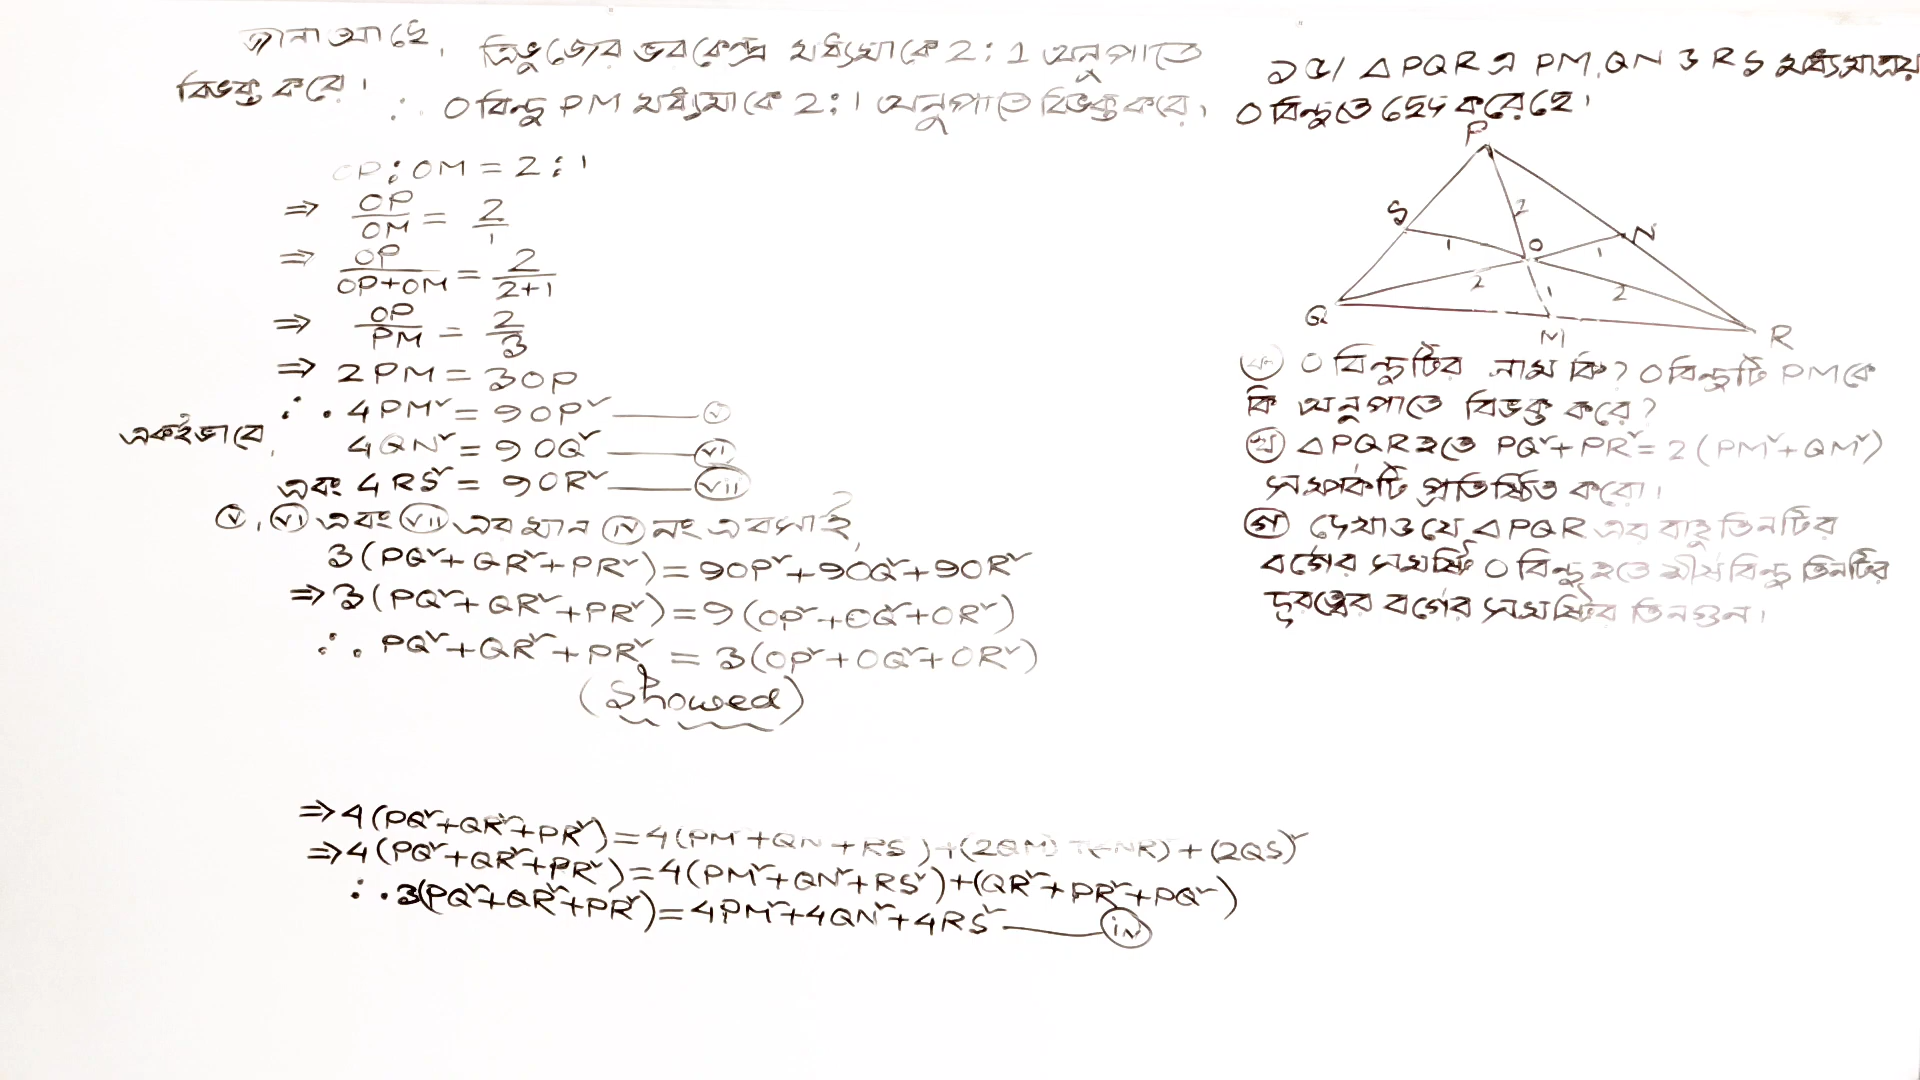 জানা আছে, ত্রিভুজের ভরকেন্দ্র মধ্যমাকে 2:1 অনুপাতে
বিভক্ত করে।
∴ O বিন্দু PM মধ্যমাকে 2:1 অনুপাতে বিভক্ত করে।
OP:OM = 2:1
⇒ OP/OM = 2/1
⇒ OP/(OP+OM) = 2/(2+1)
⇒ OP/PM = 2/3
⇒ 2PM = 3OP
∴ 4PM² = 9OP² —— (v)
একইভাবে, 4QN² = 9OQ² —— (vi)
এবং 4RS² = 9OR² —— (vii)
(v), (vi) এবং (vii) এর মান (iv) নং এ বসাই,
3(PQ²+QR²+PR²) = 9OP²+9OQ²+9OR²
⇒ 3(PQ²+QR²+PR²) = 9(OP²+OQ²+OR²)
∴ PQ²+QR²+PR² = 3(OP²+OQ²+OR²)
(Showed)
⇒ 4(PQ²+QR²+PR²) = 4(PM²+QN²+RS²)+(2QM) +(2QS)²
⇒ 4(PQ²+QR²+PR²) = 4(PM²+QN²+RS²)+(QR²+PR²+PQ²)
∴ 3(PQ²+QR²+PR²) = 4PM²+4QN²+4RS² —— (iv)
△PQR এ PM, QN ও RS মধ্যমাত্রয়
O বিন্দুতে ছেদ করেছে।
P
S
2
N
O
1
1
2
1
2
Q
M
R
(ক) O বিন্দুটির নাম কি? O বিন্দুটি PM কে
কি অনুপাতে বিভক্ত করে?
(খ) △PQR হতে PQ²+PR² = 2(PM²+QM²)
সম্পর্কটি প্রতিষ্ঠিত করো।
(গ) দেখাও যে △PQR এর বাহু তিনটির
বর্গের সমষ্টি O বিন্দু হতে শীর্ষ বিন্দু তিনটির
দূরত্বের বর্গের সমষ্টির তিনগুন।